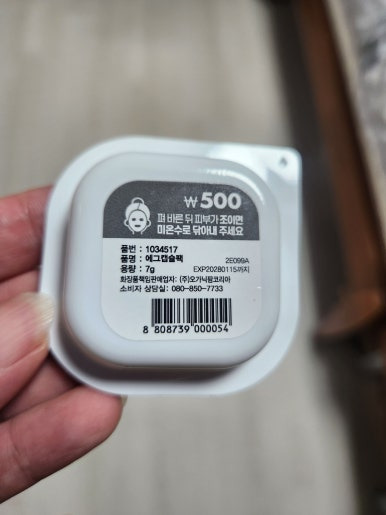 ₩500
펴 바른 뒤 피부가 조이면
미온수로 닦아내 주세요
품번 : 1034517
품명 : 에그캡슐팩 2E099A
용량 : 7g EXP20280115까지
화장품책임판매업자: (주)오가닉팜코리아
소비자 상담실: 080-850-7733
8 808739 000054